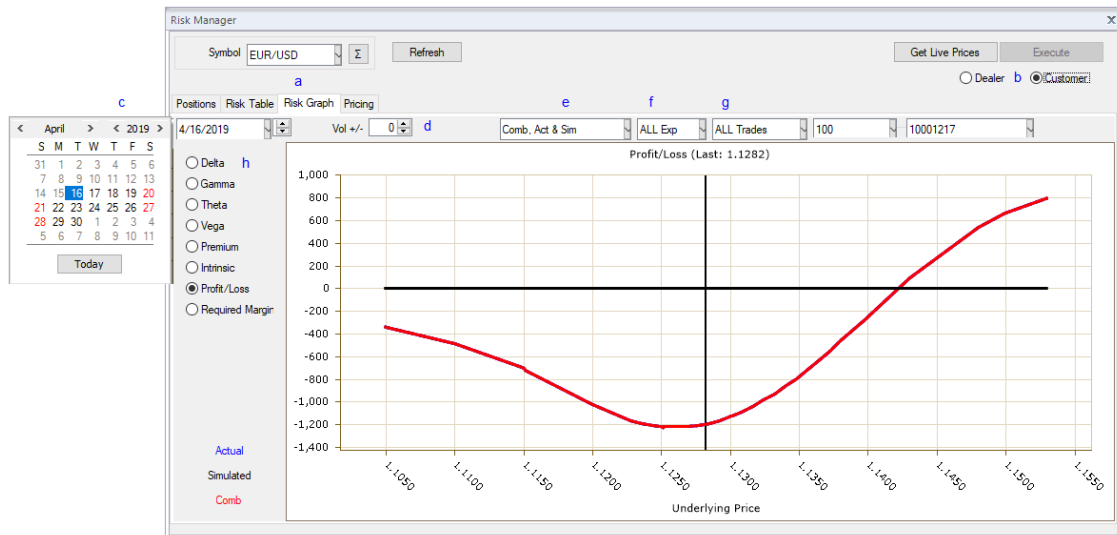 Risk Manager
x
Symbol EUR/USD Σ Refresh Get Live Prices Execute
a
Dealer b Customer
c
Positions Risk Table Risk Graph Pricing
e f g
< April > < 2019 >
4/16/2019 Vol +/- 0 d Comb, Act & Sim ALL Exp ALL Trades 100 10001217
S M T W T F S
31 1 2 3 4 5 6
7 8 9 10 11 12 13
14 15 16 17 18 19 20
21 22 23 24 25 26 27
28 29 30 1 2 3 4
5 6 7 8 9 10 11
Today
Delta h
Gamma
Theta
Vega
Premium
Intrinsic
Profit/Loss
Required Margin
Actual
Simulated
Comb
Profit/Loss (Last: 1.1282)
1,000
800
600
400
200
0
-200
-400
-600
-800
-1,000
-1,200
-1,400
1.1050 1.1100 1.1150 1.1200 1.1250 1.1300 1.1350 1.1400 1.1450 1.1500 1.1550
Underlying Price